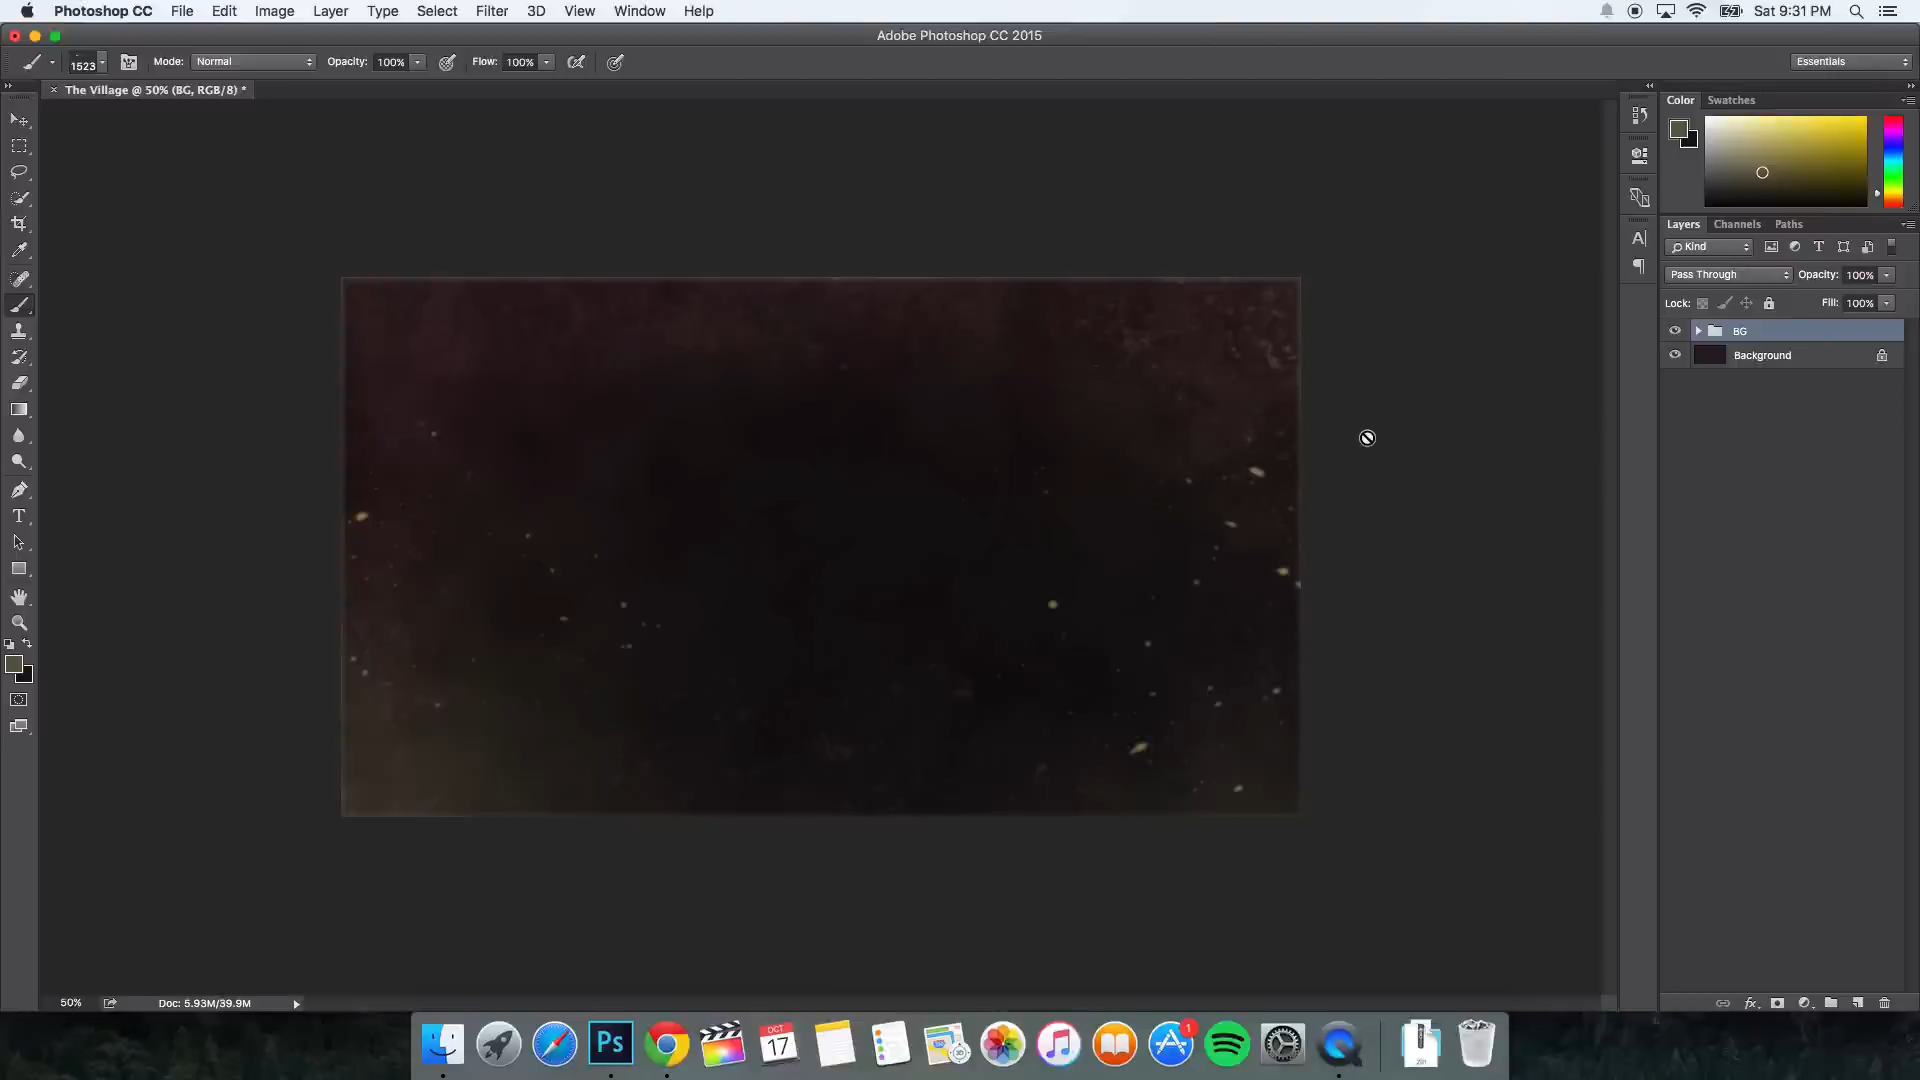 Photoshop CC File Edit Image Layer Type Select Filter 3D View Window Help Sat 9:31 PM
Adobe Photoshop CC 2015
1523 Mode: Normal Opacity: 100% Flow: 100% Essentials
× The Village @ 50% (BG, RGB/8) *
Color Swatches
Layers Channels Paths
Kind
Pass Through Opacity: 100%
Lock: Fill: 100%
BG
Background
50% Doc: 5.93M/39.9M
OCT
17
1